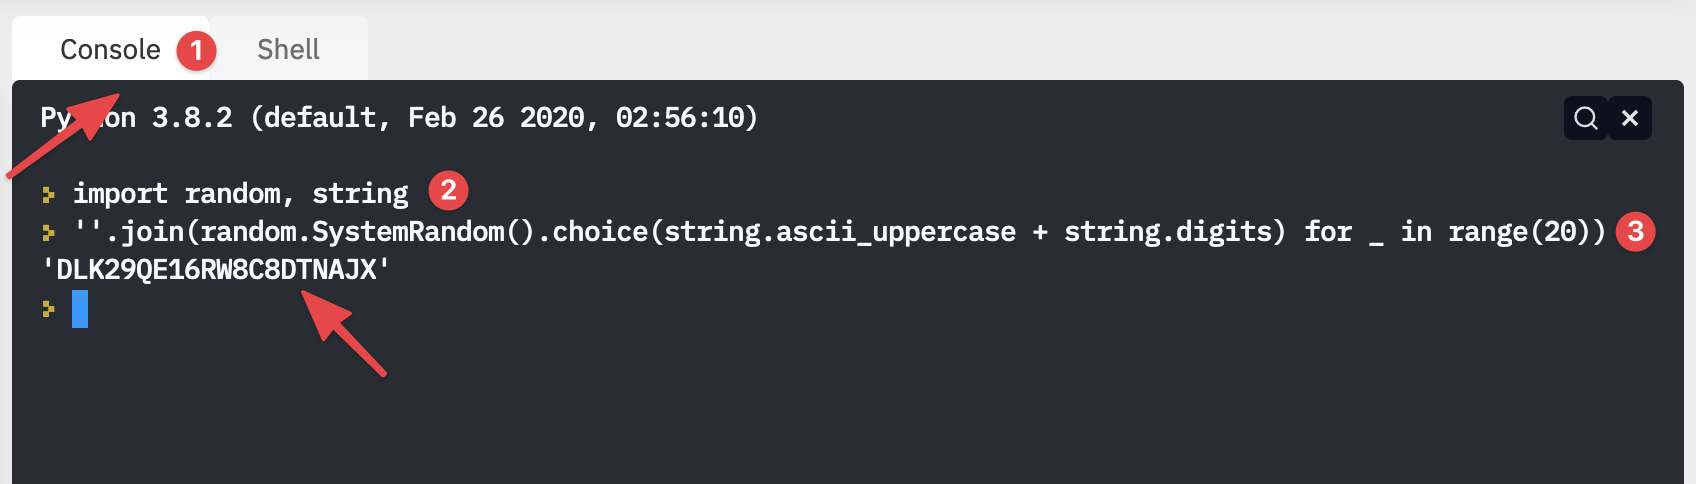 Console 1 Shell
Py on 3.8.2 (default, Feb 26 2020, 02:56:10)
import random, string 2
''.join(random.SystemRandom().choice(string.ascii_uppercase + string.digits) for _ in range(20)) 3
'DLK29QE16RW8C8DTNAJX'